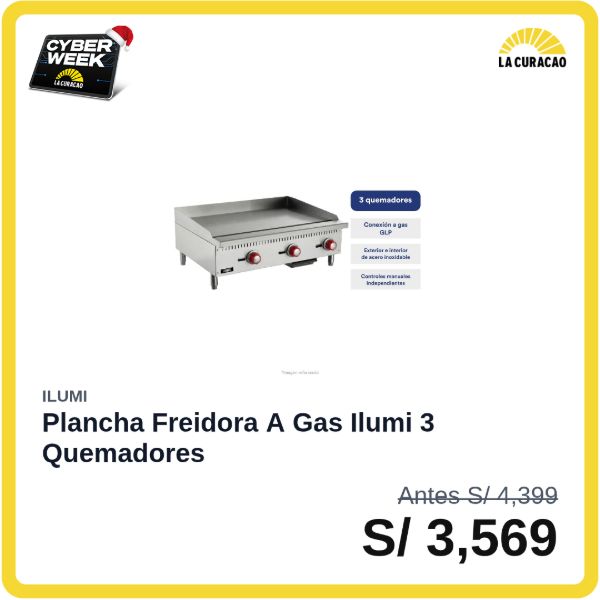 CYBER
WEEK
LA CURACAO
LA CURACAO
3 quemadores
Conexión a gas
GLP
Exterior e interior
de acero inoxidable
Controles manuales
independientes
ILUMI
Plancha Freidora A Gas Ilumi 3
Quemadores
Antes S/ 4,399
S/ 3,569